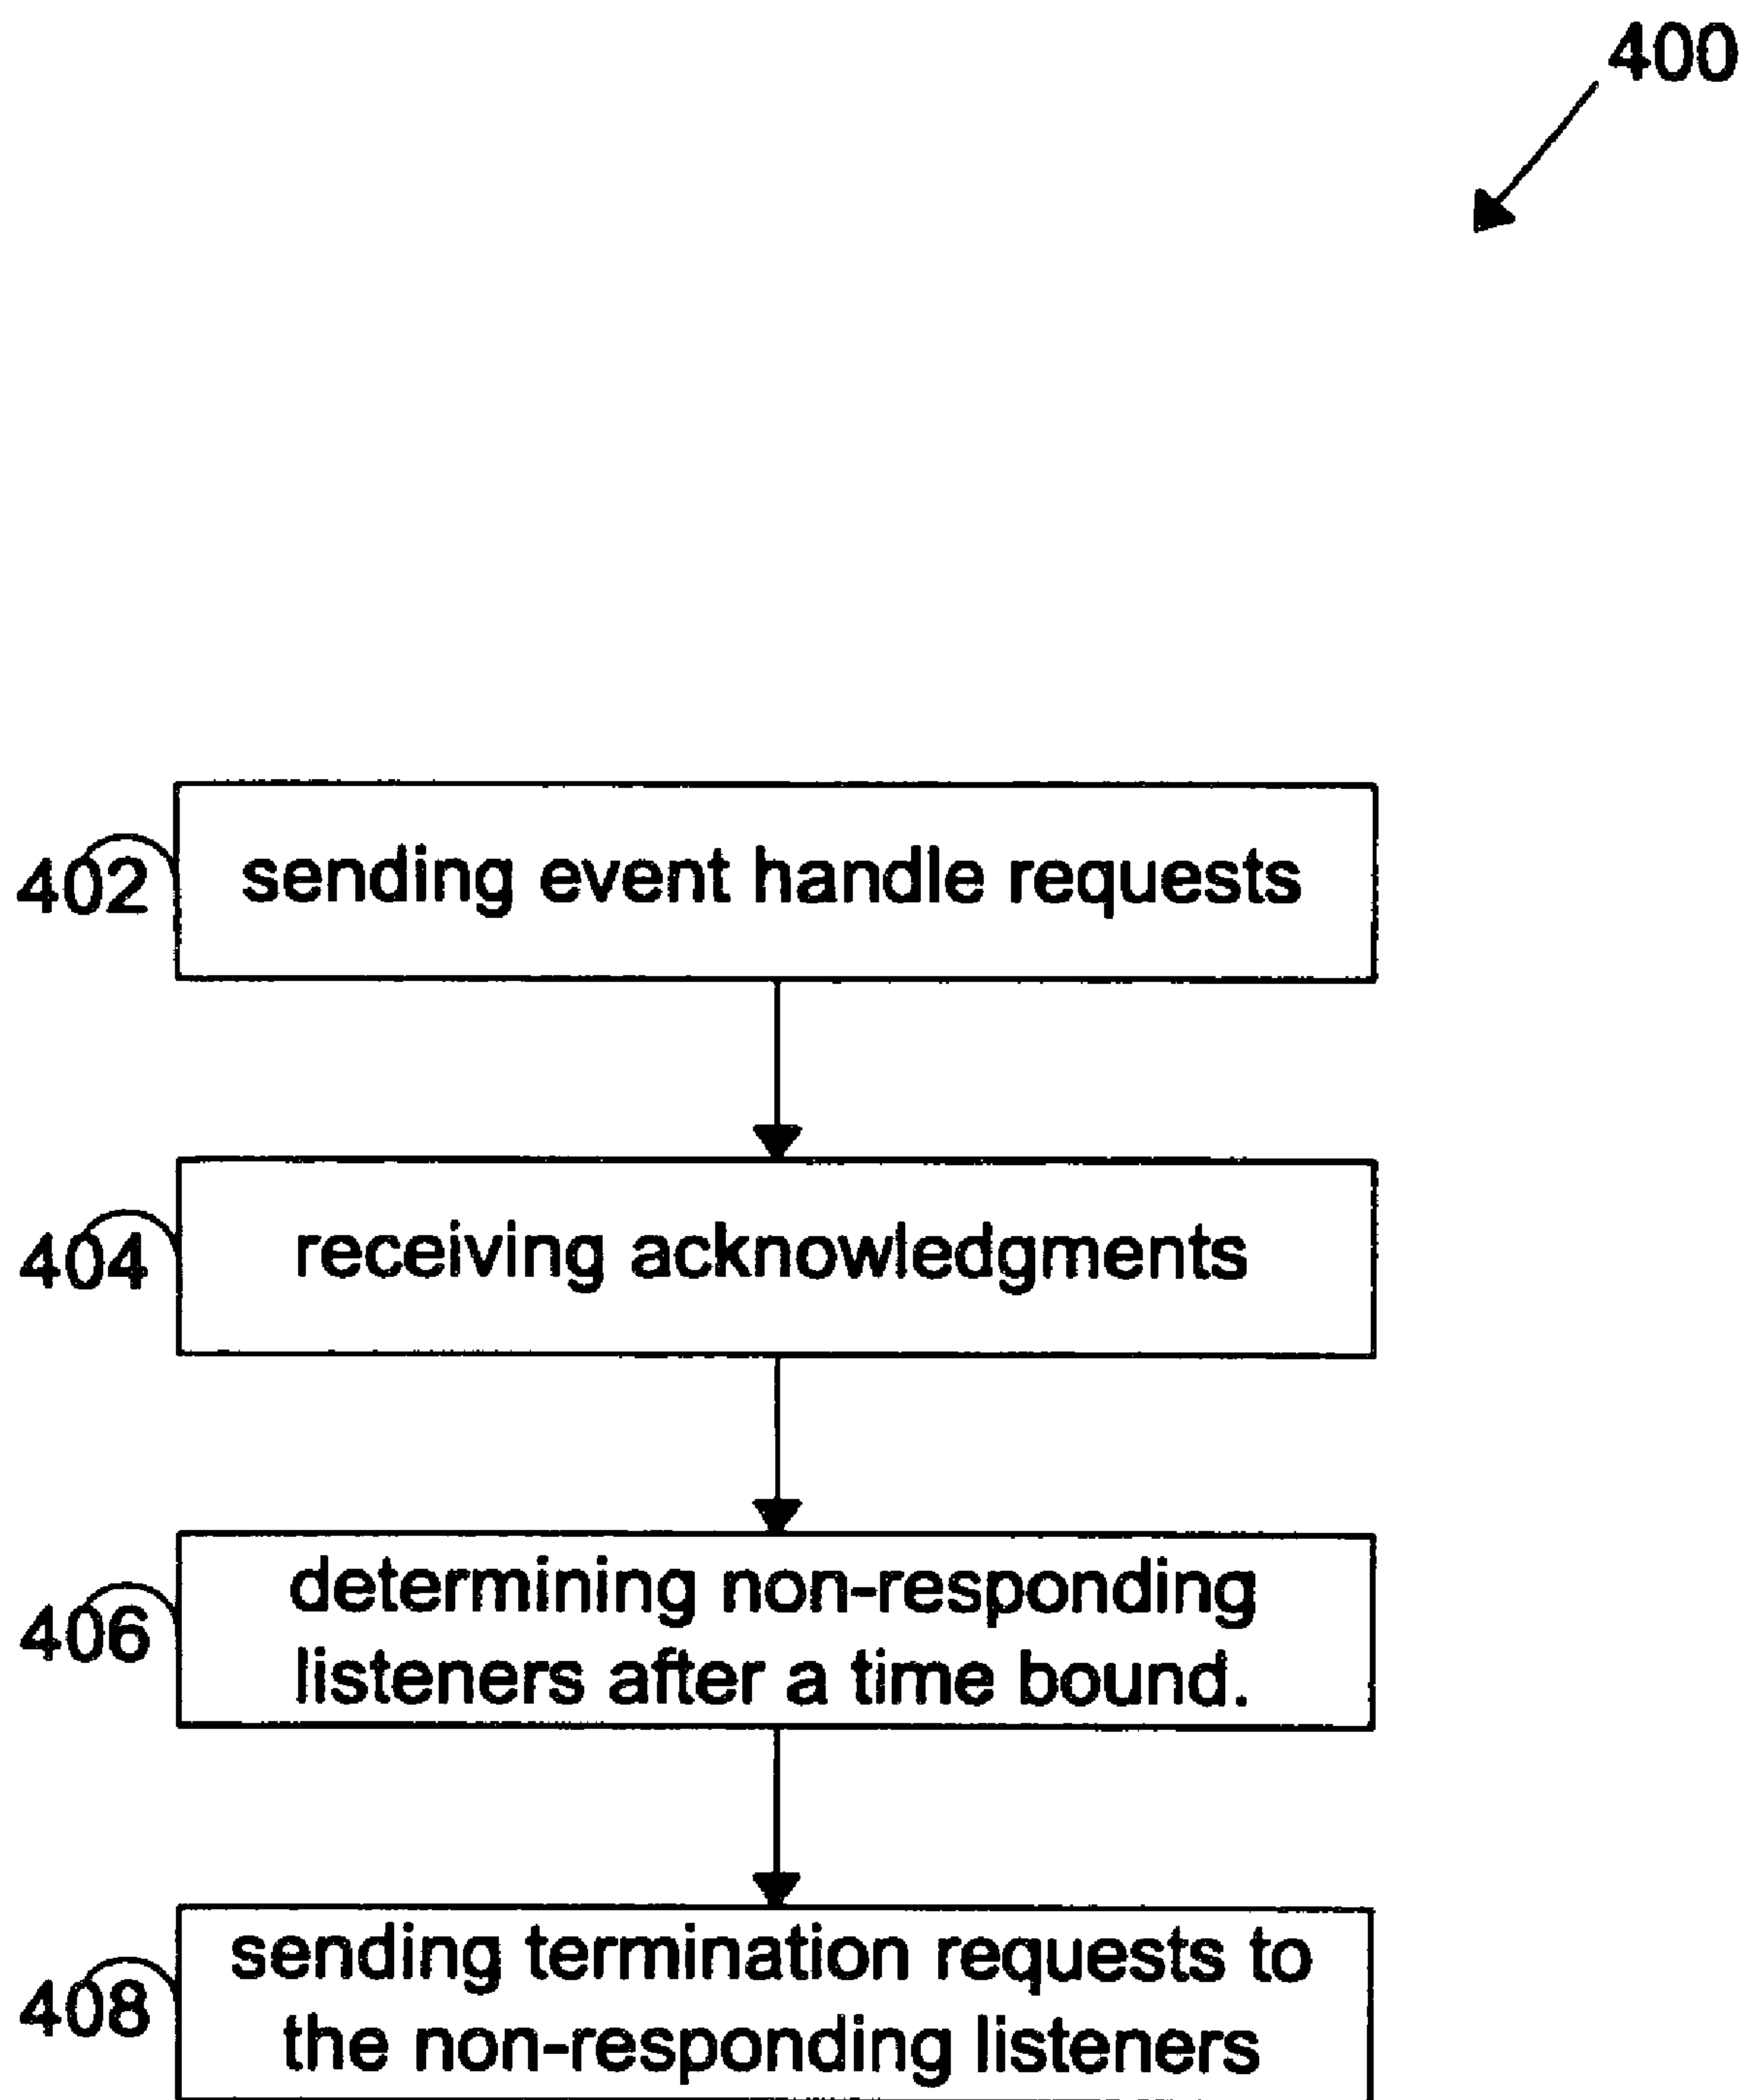 400
402
sending event handle requests
404
receiving acknowledgments
406
determining non-responding
listeners after a time bound.
408
sending termination requests to
the non-responding listeners